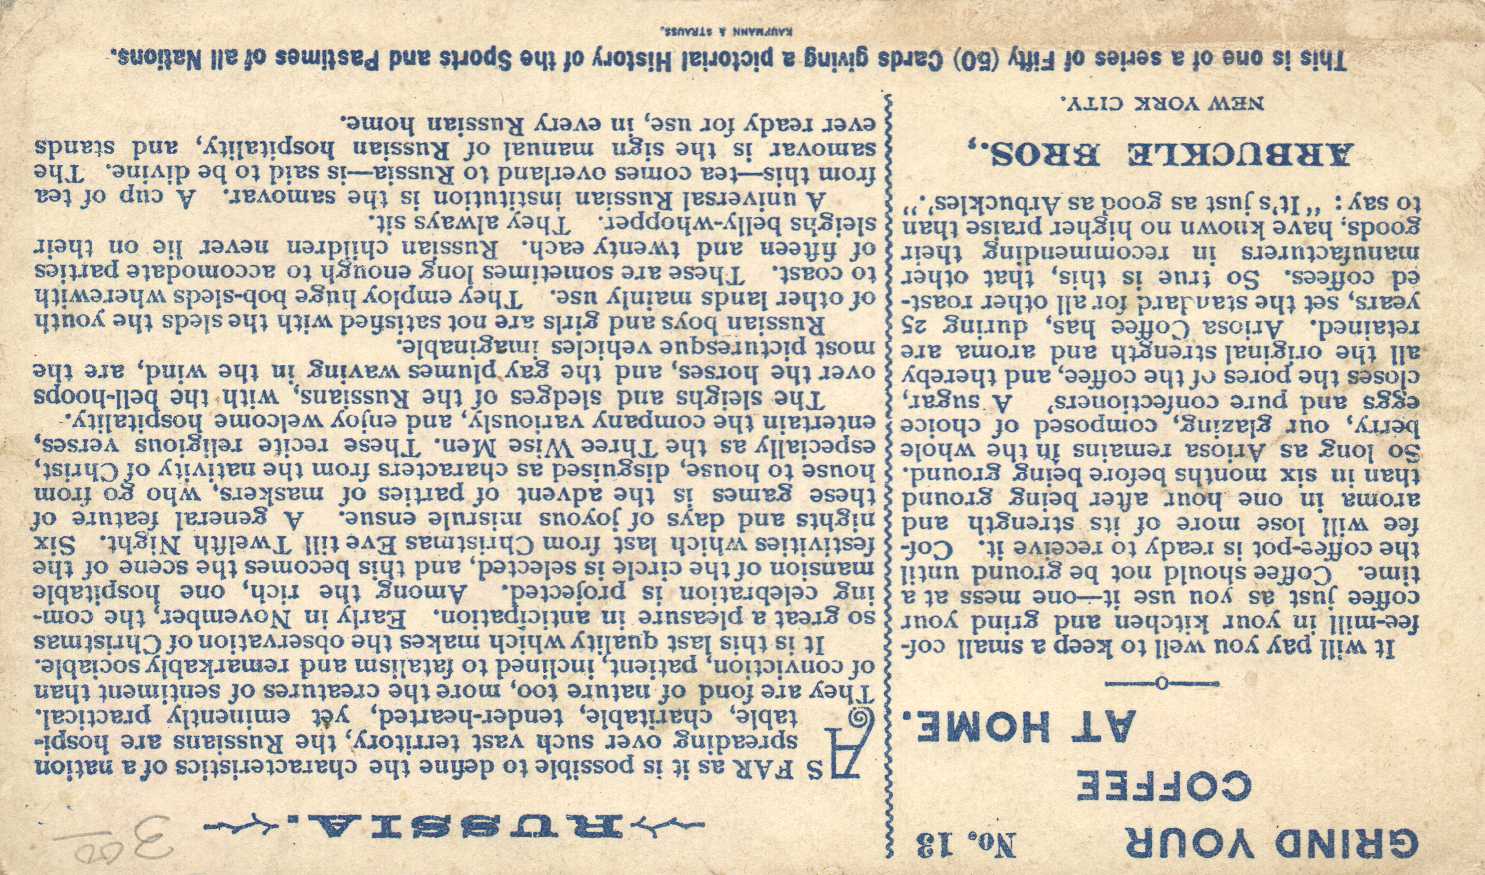 GRIND YOUR
COFFEE
AT HOME.
It will pay you well to keep a small cof-
fee-mill in your kitchen and grind your
coffee just as you use it—one mess at a
time. Coffee should not be ground until
the coffee-pot is ready to receive it. Cof-
fee will lose more of its strength and
aroma in one hour after being ground
than in six months before being ground.
So long as Ariosa remains in the whole
berry, our glazing, composed of choice
eggs and pure confectioners' A sugar,
closes the pores of the coffee, and thereby
all the original strength and aroma are
retained. Ariosa Coffee has, during 25
years, set the standard for all other roast-
ed coffees. So true is this, that other
manufacturers in recommending their
goods, have known no higher praise than
to say: "It's just as good as Arbuckles'."
ARBUCKLE BROS.,
NEW YORK CITY.
No. 13
RUSSIA.
AS FAR as it is possible to define the characteristics of a nation
spreading over such vast territory, the Russians are hospi-
table, charitable, tender-hearted, yet eminently practical.
They are fond of nature too, more the creatures of sentiment than
of conviction, patient, inclined to fatalism and remarkably sociable.
It is this last quality which makes the observation of Christmas
so great a pleasure in anticipation. Early in November, the com-
ing celebration is projected. Among the rich, one hospitable
mansion of the circle is selected, and this becomes the scene of the
festivities which last from Christmas Eve till Twelfth Night. Six
nights and days of joyous misrule ensue. A general feature of
these games is the advent of parties of maskers, who go from
house to house, disguised as characters from the nativity of Christ,
especially as the Three Wise Men. These recite religious verses,
entertain the company variously, and enjoy welcome hospitality.
The sleighs and sledges of the Russians, with the bell-hoops
over the horses, and the gay plumes waving in the wind, are the
most picturesque vehicles imaginable.
Russian boys and girls are not satisfied with the sleds the youth
of other lands mainly use. They employ huge bob-sleds wherewith
to coast. These are sometimes long enough to accomodate parties
of fifteen and twenty each. Russian children never lie on their
sleighs belly-whopper. They always sit.
A universal Russian institution is the samovar. A cup of tea
from this—tea comes overland to Russia—is said to be divine. The
samovar is the sign manual of Russian hospitality, and stands
ever ready for use, in every Russian home.
This is one of a series of Fifty (50) Cards giving a pictorial History of the Sports and Pastimes of all Nations.
KAUFMANN & STRAUSS.
300